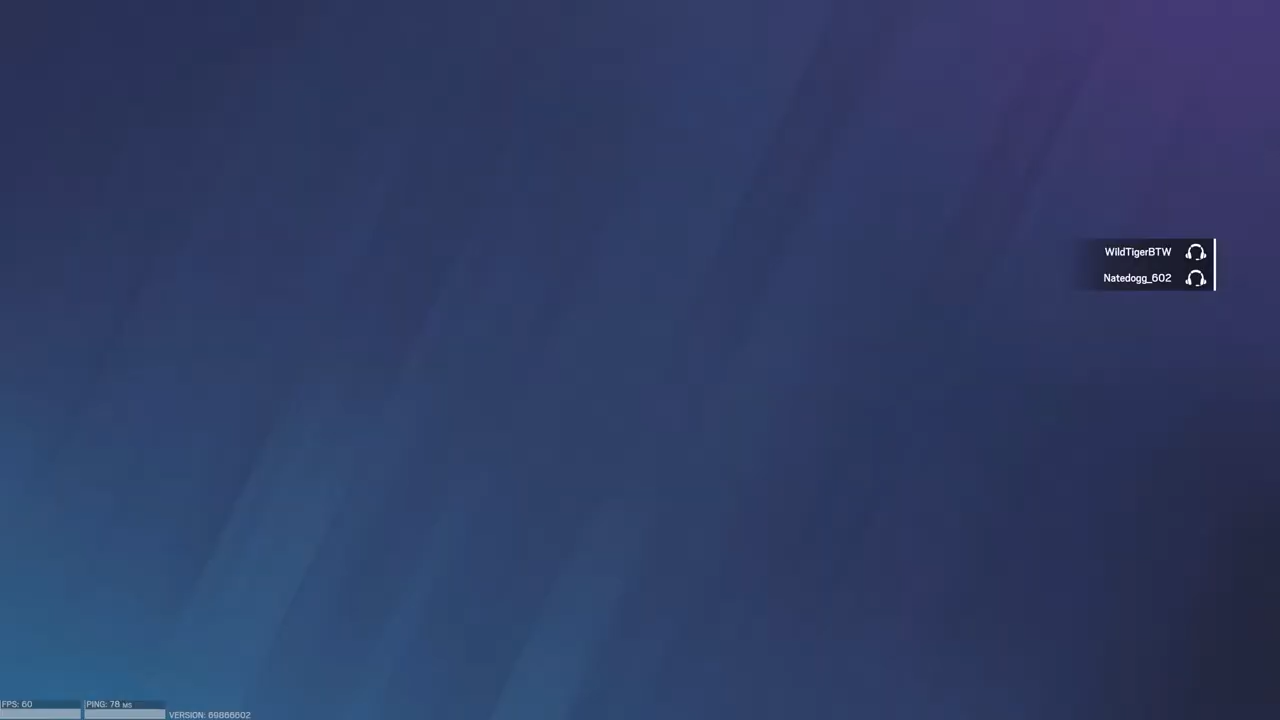 WildTigerBTW
Natedogg_602
FPS: 60
PING: 78 MS
VERSION: 69866602